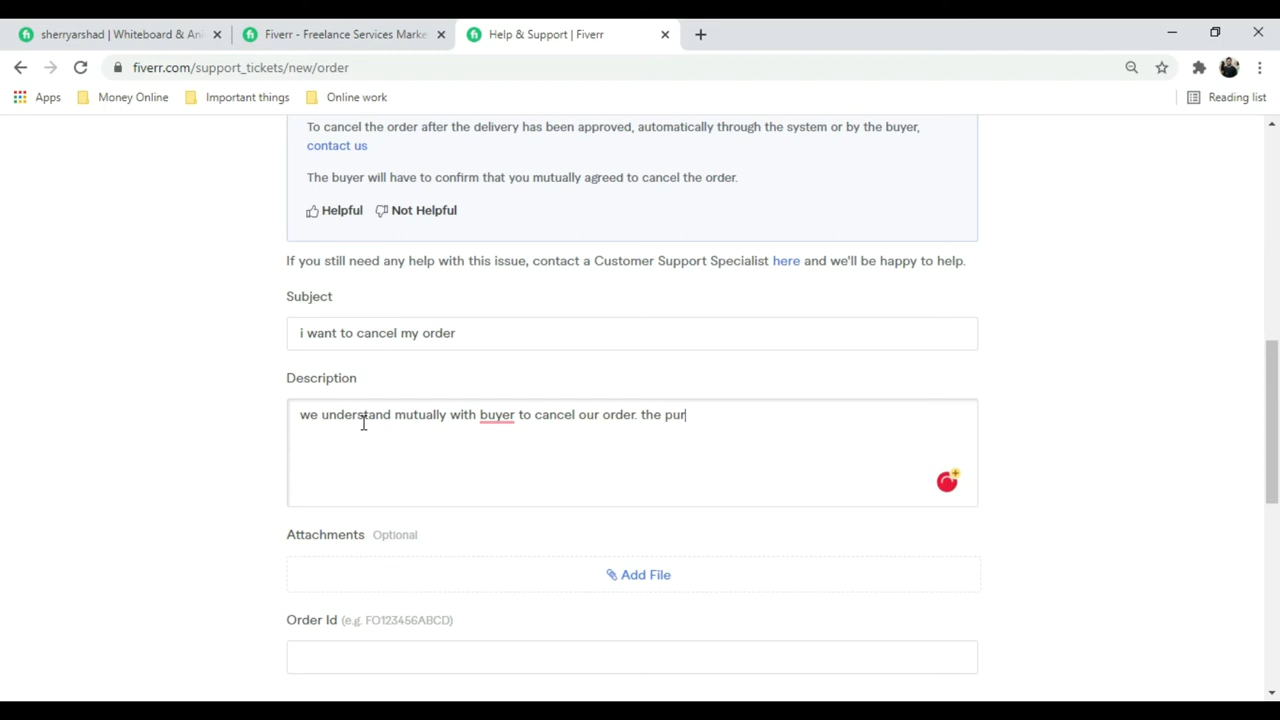 sherryarshad | Whiteboard & Ani
Fiverr - Freelance Services Marke
Help & Support | Fiverr
fiverr.com/support_tickets/new/order
Apps
Money Online
Important things
Online work
Reading list
To cancel the order after the delivery has been approved, automatically through the system or by the buyer,
contact us
The buyer will have to confirm that you mutually agreed to cancel the order.
Helpful
Not Helpful
If you still need any help with this issue, contact a Customer Support Specialist here and we'll be happy to help.
Subject
i want to cancel my order
Description
we understand mutually with buyer to cancel our order. the pur
Attachments Optional
Add File
Order Id (e.g. FO123456ABCD)